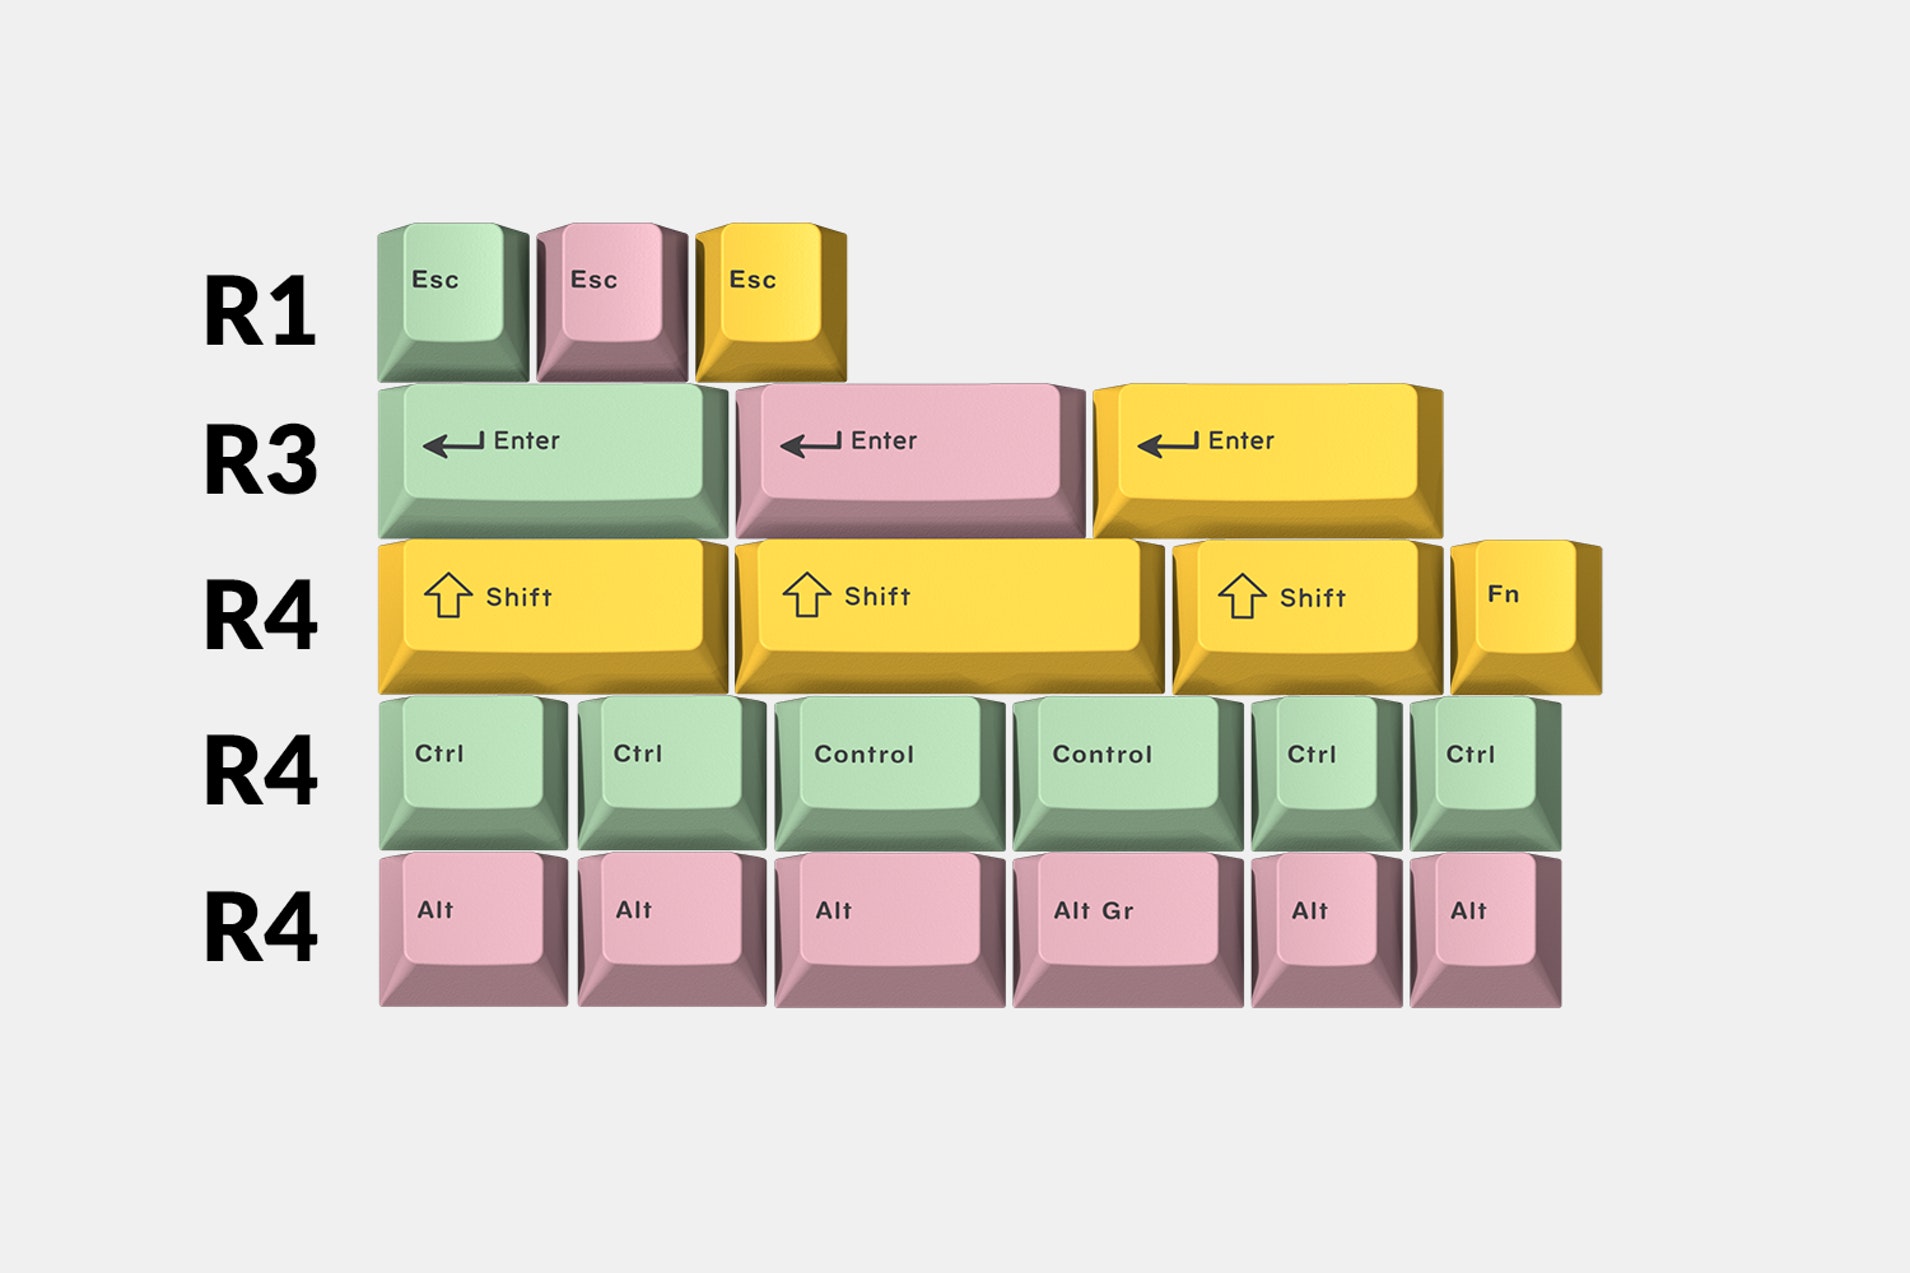 R1 Esc Esc Esc
R3 Enter Enter Enter
R4 Shift Shift Shift Fn
R4 Ctrl Ctrl Control Control Ctrl Ctrl
R4 Alt Alt Alt Alt Gr Alt Alt